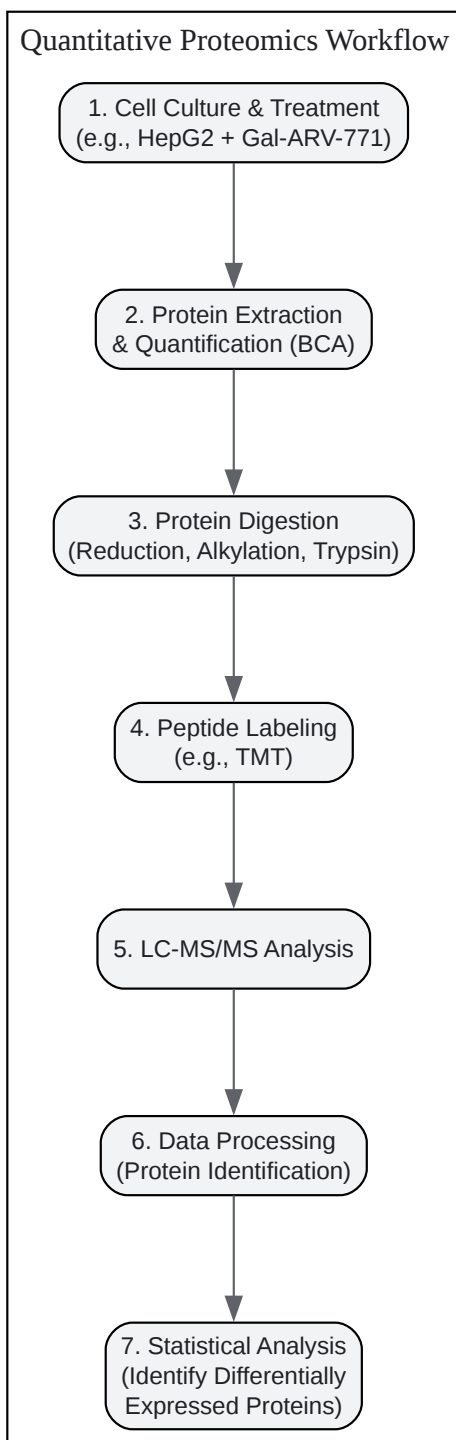 Quantitative Proteomics Workflow
1. Cell Culture & Treatment
(e.g., HepG2 + Gal-ARV-771)
2. Protein Extraction
& Quantification (BCA)
3. Protein Digestion
(Reduction, Alkylation, Trypsin)
4. Peptide Labeling
(e.g., TMT)
5. LC-MS/MS Analysis
6. Data Processing
(Protein Identification)
7. Statistical Analysis
(Identify Differentially
Expressed Proteins)